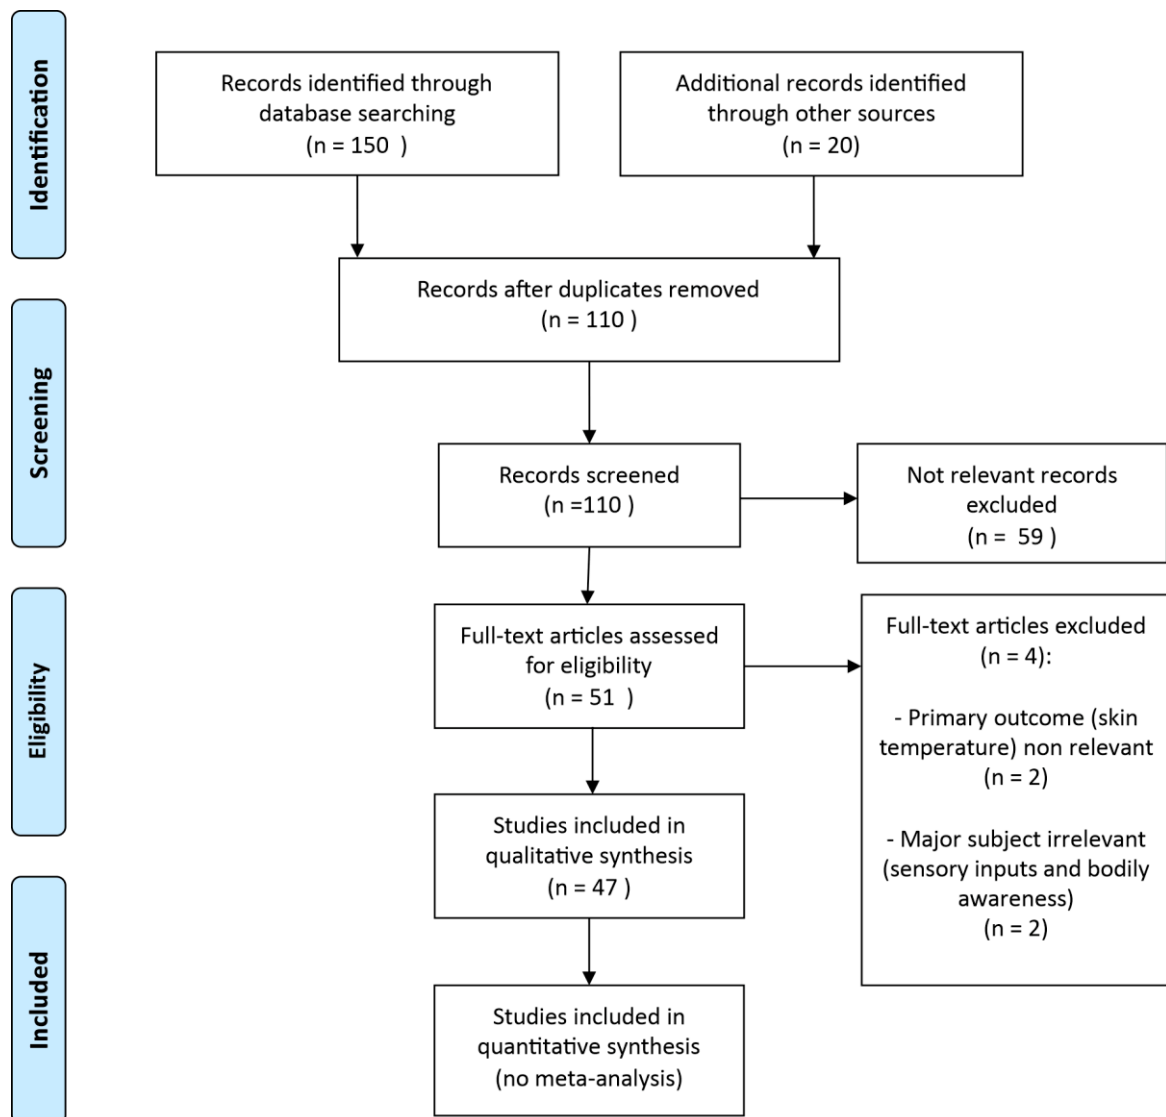 Identification
Records identified through
database searching
(n = 150  )
Additional records identified
through other sources
(n = 20)
Records after duplicates removed
(n = 110 )
Screening
Records screened
(n =110 )
Not relevant records
excluded
(n =  59 )
Eligibility
Full-text articles assessed
for eligibility
(n = 51  )
Full-text articles excluded
(n = 4):
- Primary outcome (skin
temperature) non relevant
(n = 2)
- Major subject irrelevant
(sensory inputs and bodily
awareness)
(n = 2)
Studies included in
qualitative synthesis
(n = 47 )
Included
Studies included in
quantitative synthesis
(no meta-analysis)